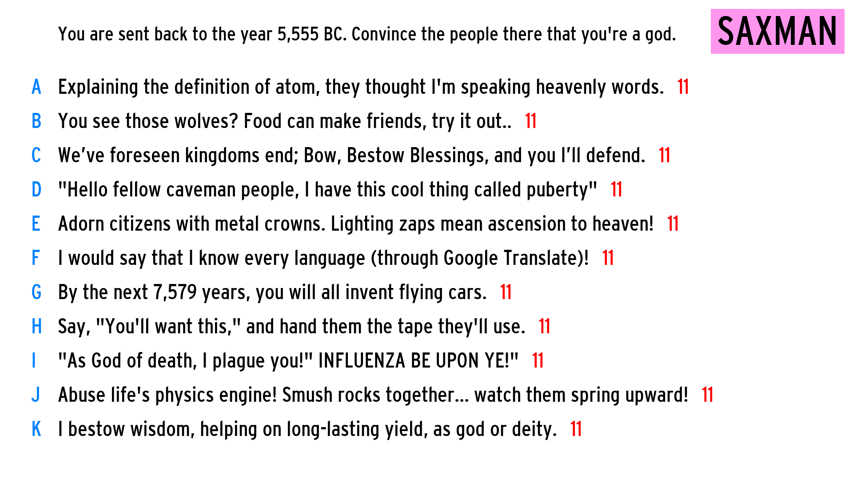 You are sent back to the year 5,555 BC. Convince the people there that you're a god.
SAXMAN
A Explaining the definition of atom, they thought I'm speaking heavenly words. 11
B You see those wolves? Food can make friends, try it out.. 11
C We’ve foreseen kingdoms end; Bow, Bestow Blessings, and you I’ll defend. 11
D "Hello fellow caveman people, I have this cool thing called puberty" 11
E Adorn citizens with metal crowns. Lighting zaps mean ascension to heaven! 11
F I would say that I know every language (through Google Translate)! 11
G By the next 7,579 years, you will all invent flying cars. 11
H Say, "You'll want this," and hand them the tape they'll use. 11
I "As God of death, I plague you!" INFLUENZA BE UPON YE!" 11
J Abuse life's physics engine! Smush rocks together... watch them spring upward! 11
K I bestow wisdom, helping on long-lasting yield, as god or deity. 11